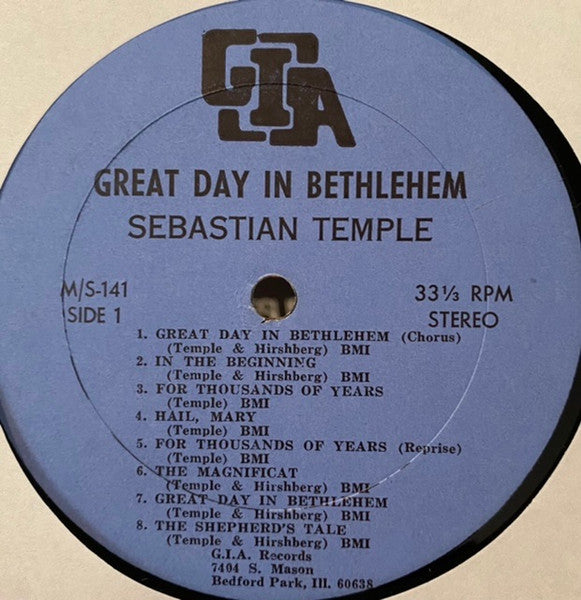 GIA
GREAT DAY IN BETHLEHEM
SEBASTIAN TEMPLE
M/S-141
SIDE 1
33 1/3 RPM
STEREO
1. GREAT DAY IN BETHLEHEM (Chorus)
(Temple & Hirshberg) BMI
2. IN THE BEGINNING
(Temple & Hirshberg) BMI
3. FOR THOUSANDS OF YEARS
(Temple) BMI
4. HAIL, MARY
(Temple) BMI
5. FOR THOUSANDS OF YEARS (Reprise)
(Temple) BMI
6. THE MAGNIFICAT
(Temple & Hirshberg) BMI
7. GREAT DAY IN BETHLEHEM
(Temple & Hirshberg) BMI
8. THE SHEPHERD'S TALE
(Temple & Hirshberg) BMI
G.I.A. Records
7404 S. Mason
Bedford Park, Ill. 60638